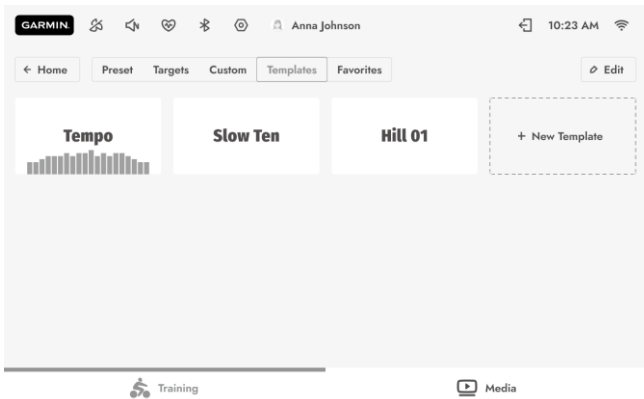 GARMIN. Anna Johnson 10:23 AM
← Home Preset Targets Custom Templates Favorites Edit
Tempo Slow Ten Hill 01 + New Template
Training Media